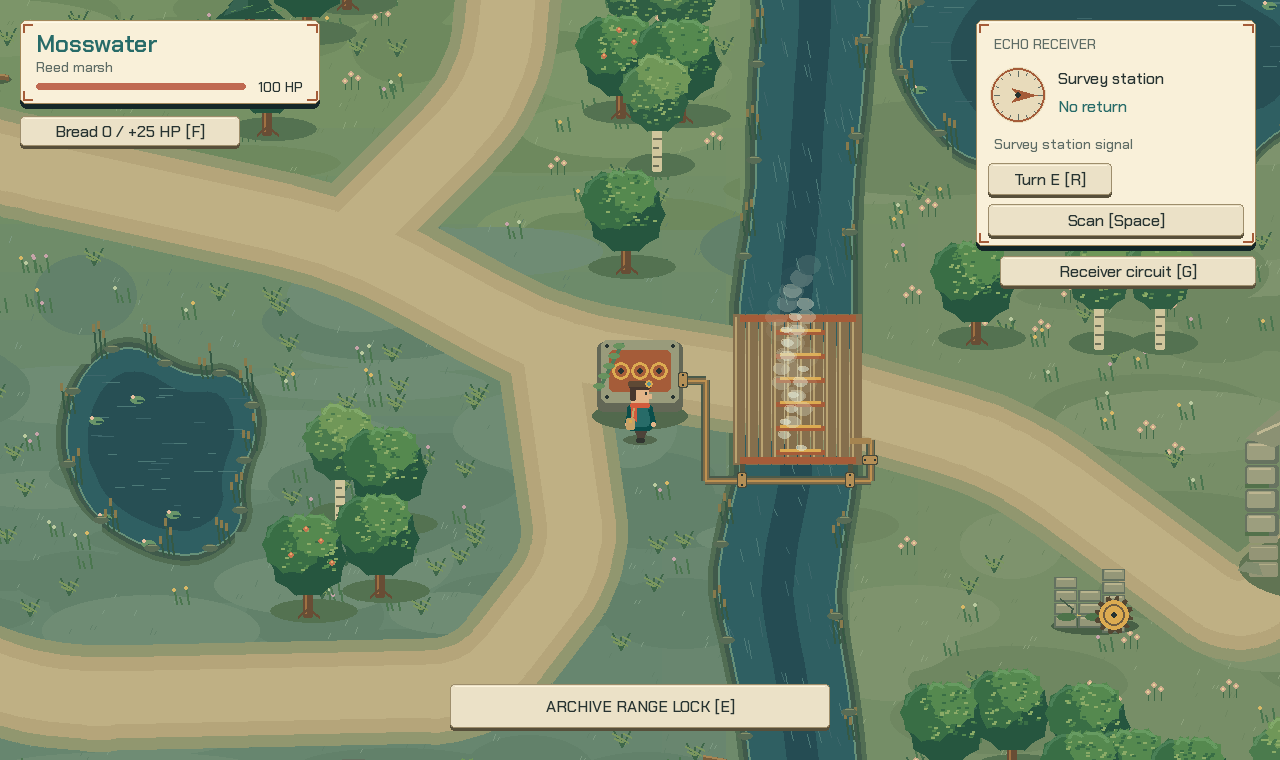 Mosswater
Reed marsh
100 HP
Bread 0 / +25 HP [F]
ECHO RECEIVER
Survey station
No return
Survey station signal
Turn E [R]
Scan [Space]
Receiver circuit [G]
ARCHIVE RANGE LOCK [E]